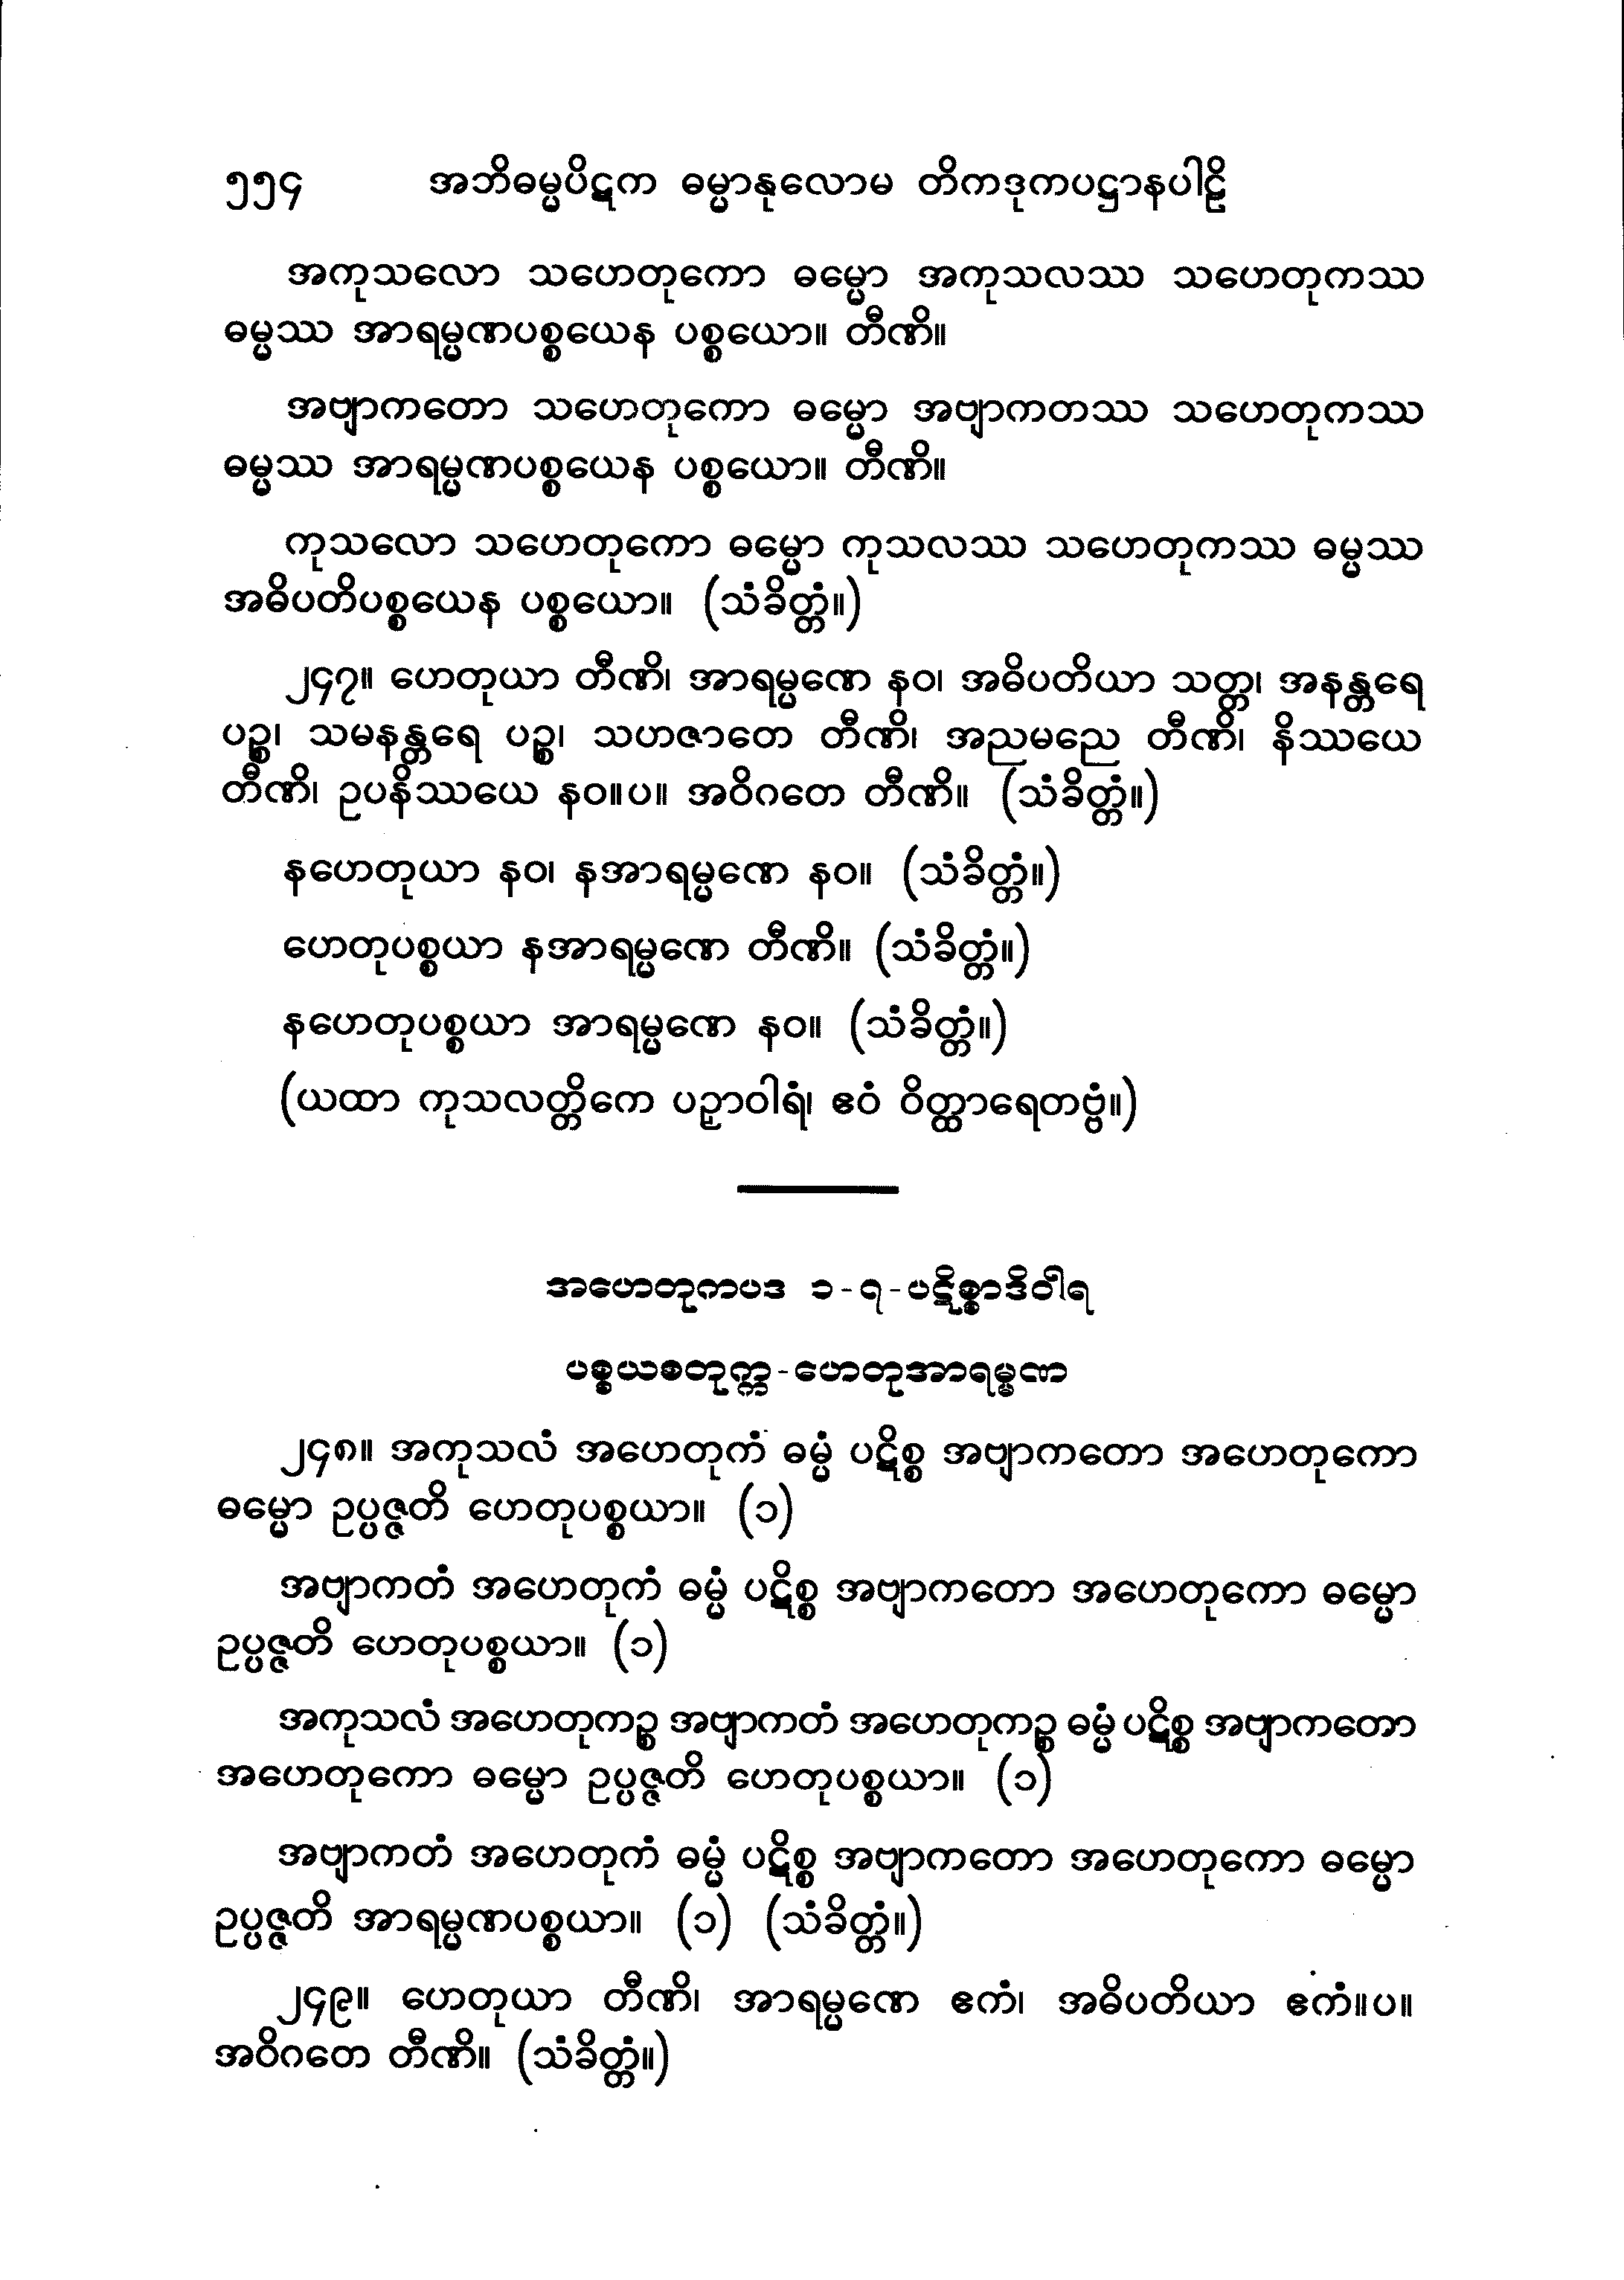 ၅၅၄ အဘိဓမ္မပိဋက ဓမ္မာနုလောမ တိကဒုကပဋ္ဌာနပါဠိ
အကုသလော သဟေတုကော ဓမ္မော အကုသလဿ သဟေတုကဿ
ဓမ္မဿ အာရမ္မဏပစ္စယေန ပစ္စယော။ တီဏိ။
အဗျာကတော သဟေတုကော ဓမ္မော အဗျာကတဿ သဟေတုကဿ
ဓမ္မဿ အာရမ္မဏပစ္စယေန ပစ္စယော။ တီဏိ။
ကုသလော သဟေတုကော ဓမ္မော ကုသလဿ သဟေတုကဿ ဓမ္မဿ
အဓိပတိပစ္စယေန ပစ္စယော။ (သံခိတ္တံ။)
၂၄၇။ ဟေတုယာ တီဏိ၊ အာရမ္မဏေ နဝ၊ အဓိပတိယာ သတ္တ၊ အနန္တရေ
ပဉ္စ၊ သမနန္တရေ ပဉ္စ၊ သဟဇာတေ တီဏိ၊ အညမညေ တီဏိ၊ နိဿယေ
တီဏိ၊ ဥပနိဿယေ နဝ။ပ။ အဝိဂတေ တီဏိ။ (သံခိတ္တံ။)
နဟေတုယာ နဝ၊ နအာရမ္မဏေ နဝ။ (သံခိတ္တံ။)
ဟေတုပစ္စယာ နအာရမ္မဏေ တီဏိ။ (သံခိတ္တံ။)
နဟေတုပစ္စယာ အာရမ္မဏေ နဝ။ (သံခိတ္တံ။)
(ယထာ ကုသလတ္တိကေ ပဉှာဝါရံ၊ ဧဝံ ဝိတ္ထာရေတဗ္ဗံ။)
အဟေတုကပဒ ၁-၇-ပဋိစ္စာဒိဝါရ
ပစ္စယစတုက္က-ဟေတုအာရမ္မဏ
၂၄၈။ အကုသလံ အဟေတုကံ ဓမ္မံ ပဋိစ္စ အဗျာကတော အဟေတုကော
ဓမ္မော ဥပ္ပဇ္ဇတိ ဟေတုပစ္စယာ။ (၁)
အဗျာကတံ အဟေတုကံ ဓမ္မံ ပဋိစ္စ အဗျာကတော အဟေတုကော ဓမ္မော
ဥပ္ပဇ္ဇတိ ဟေတုပစ္စယာ။ (၁)
အကုသလံ အဟေတုကဉ္စ အဗျာကတံ အဟေတုကဉ္စ ဓမ္မံ ပဋိစ္စ အဗျာကတော
အဟေတုကော ဓမ္မော ဥပ္ပဇ္ဇတိ ဟေတုပစ္စယာ။ (၁)
အဗျာကတံ အဟေတုကံ ဓမ္မံ ပဋိစ္စ အဗျာကတော အဟေတုကော ဓမ္မော
ဥပ္ပဇ္ဇတိ အာရမ္မဏပစ္စယာ။ (၁) (သံခိတ္တံ။)
၂၄၉။ ဟေတုယာ တီဏိ၊ အာရမ္မဏေ ဧကံ၊ အဓိပတိယာ ဧကံ။ပ။
အဝိဂတေ တီဏိ။ (သံခိတ္တံ။)